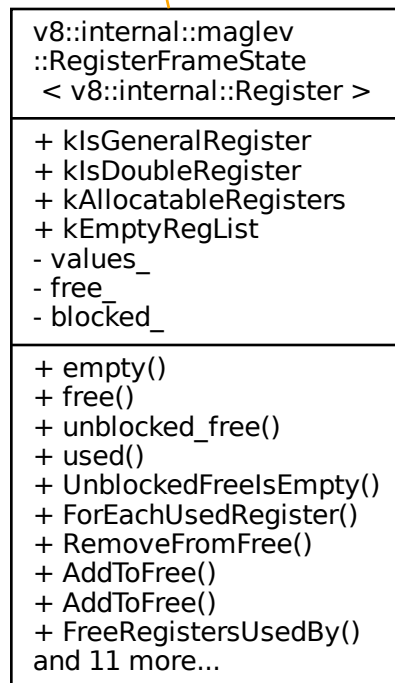 v8::internal::maglev
::RegisterFrameState
< v8::internal::Register >
+ kIsGeneralRegister
+ kIsDoubleRegister
+ kAllocatableRegisters
+ kEmptyRegList
- values_
- free_
- blocked_
+ empty()
+ free()
+ unblocked_free()
+ used()
+ UnblockedFreeIsEmpty()
+ ForEachUsedRegister()
+ RemoveFromFree()
+ AddToFree()
+ AddToFree()
+ FreeRegistersUsedBy()
and 11 more...